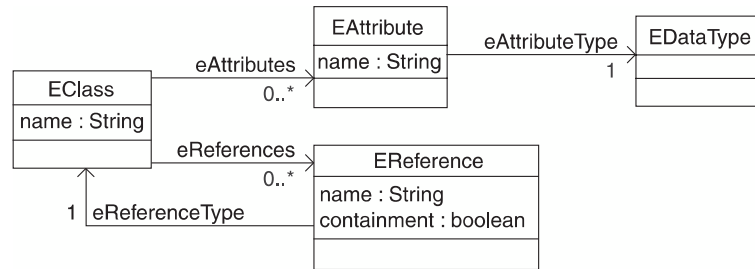 EAttribute
name : String
eAttributes
0..*
eAttributeType
1
EDataType
EClass
name : String
eReferences
0..*
EReference
name : String
containment : boolean
1
eReferenceType